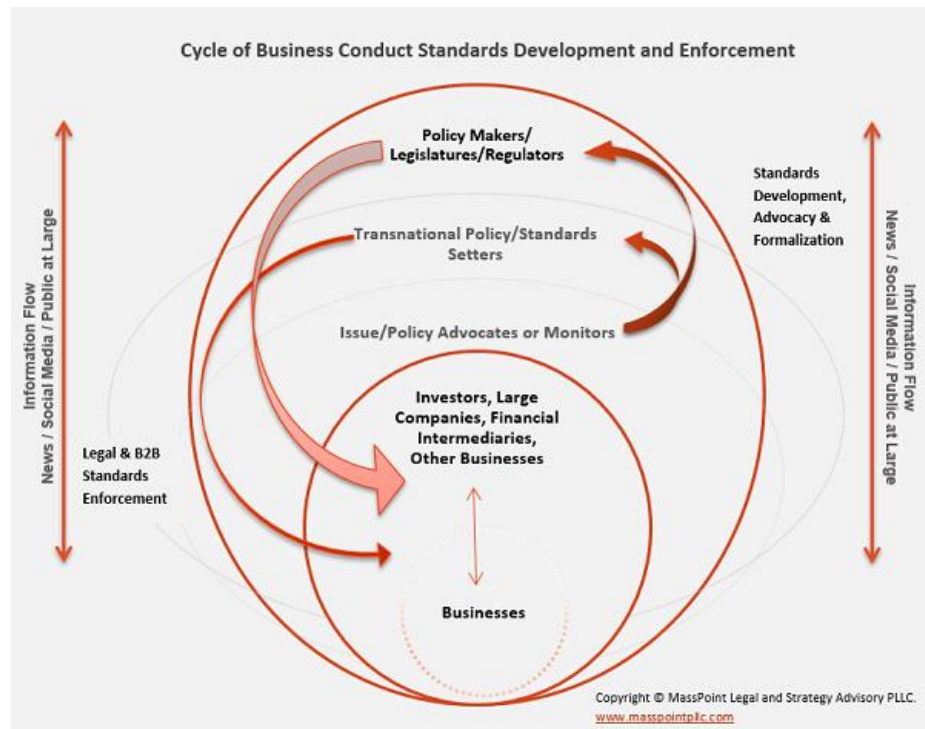 Cycle of Business Conduct Standards Development and Enforcement
Policy Makers/
Legislatures/Regulators
Standards
Development,
Advocacy &
Formalization
Transnational Policy/Standards
Setters
Issue/Policy Advocates or Monitors
Information Flow
News / Social Media / Public at Large
Information Flow
News / Social Media / Public at Large
Investors, Large
Companies, Financial
Intermediaries,
Other Businesses
Legal & B2B
Standards
Enforcement
Businesses
Copyright © MassPoint Legal and Strategy Advisory PLLC.
www.masspointpllc.com